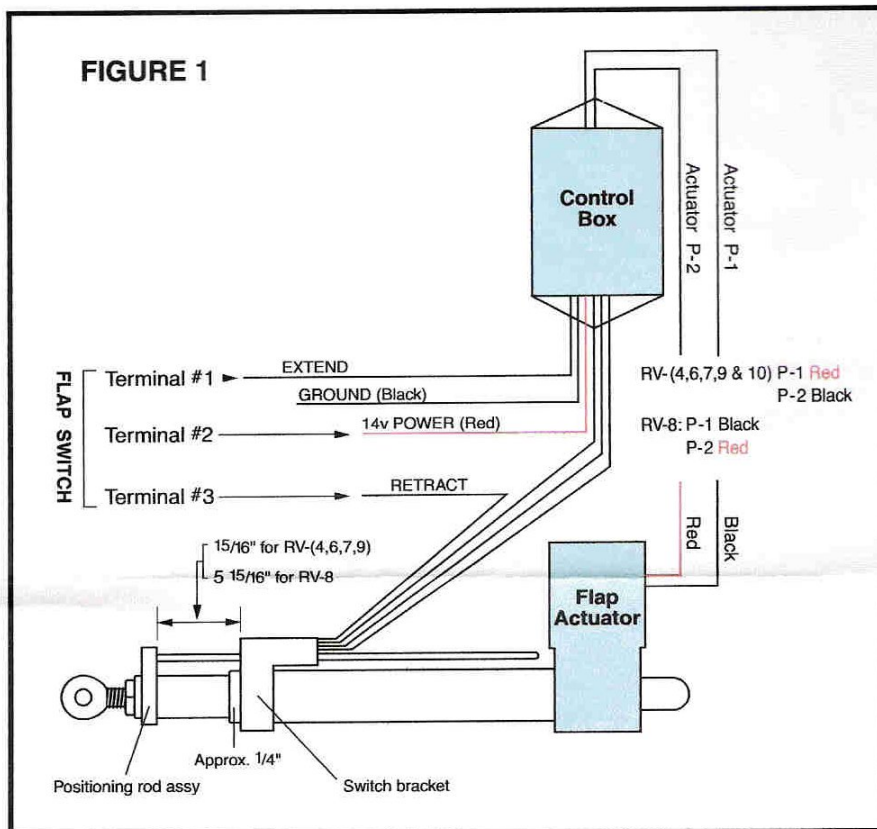 FIGURE 1
Control
Box
Actuator P-2
Actuator P-1
FLAP SWITCH
Terminal #1
EXTEND
GROUND (Black)
Terminal #2
14v POWER (Red)
Terminal #3
RETRACT
RV-(4,6,7,9 & 10) P-1 Red
P-2 Black
RV-8: P-1 Black
P-2 Red
Red
Black
15/16" for RV-(4,6,7,9)
5 15/16" for RV-8
Flap
Actuator
Approx. 1/4"
Positioning rod assy
Switch bracket